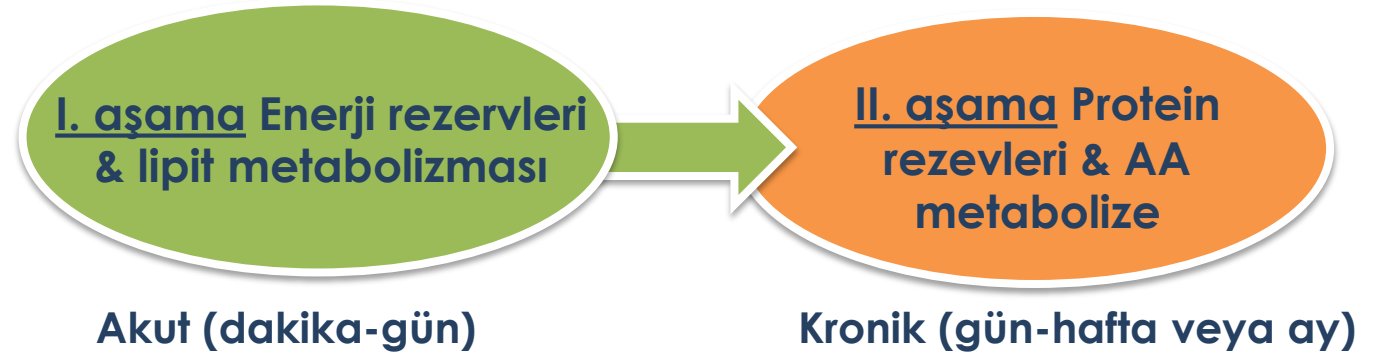 I. aşama Enerji rezervleri
& lipit metabolizması
II. aşama Protein
rezevleri & AA
metabolize
Akut (dakika-gün)
Kronik (gün-hafta veya ay)